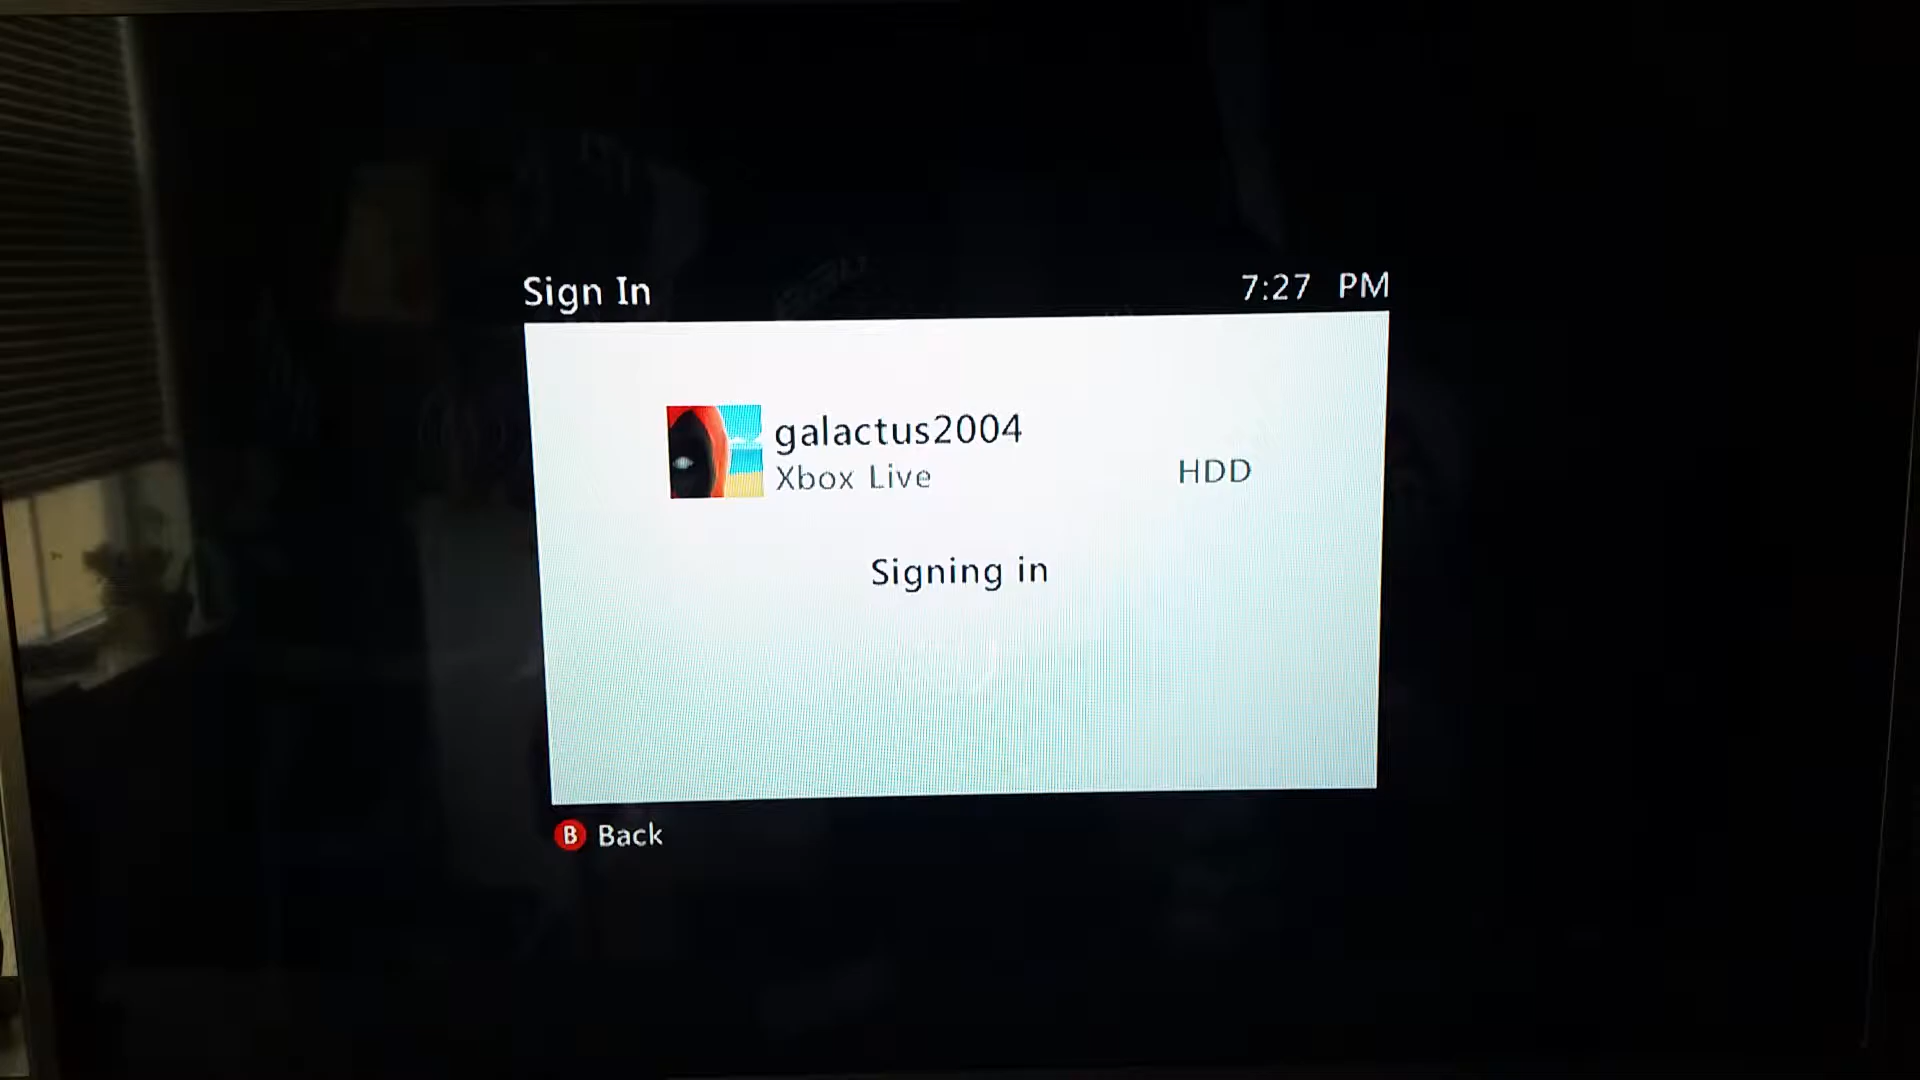 Sign In
7:27 PM
galactus2004
Xbox Live
HDD
Signing in
B Back